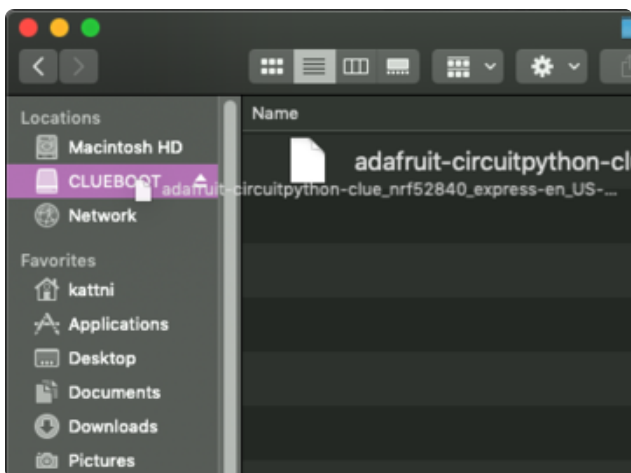 Name
Locations
Macintosh HD
adafruit-circuitpython-cl
CLUEBOOT
adafruit-circuitpython-clue_nrf52840_express-en_US-...
Network
Favorites
kattni
Applications
Desktop
Documents
Downloads
Pictures